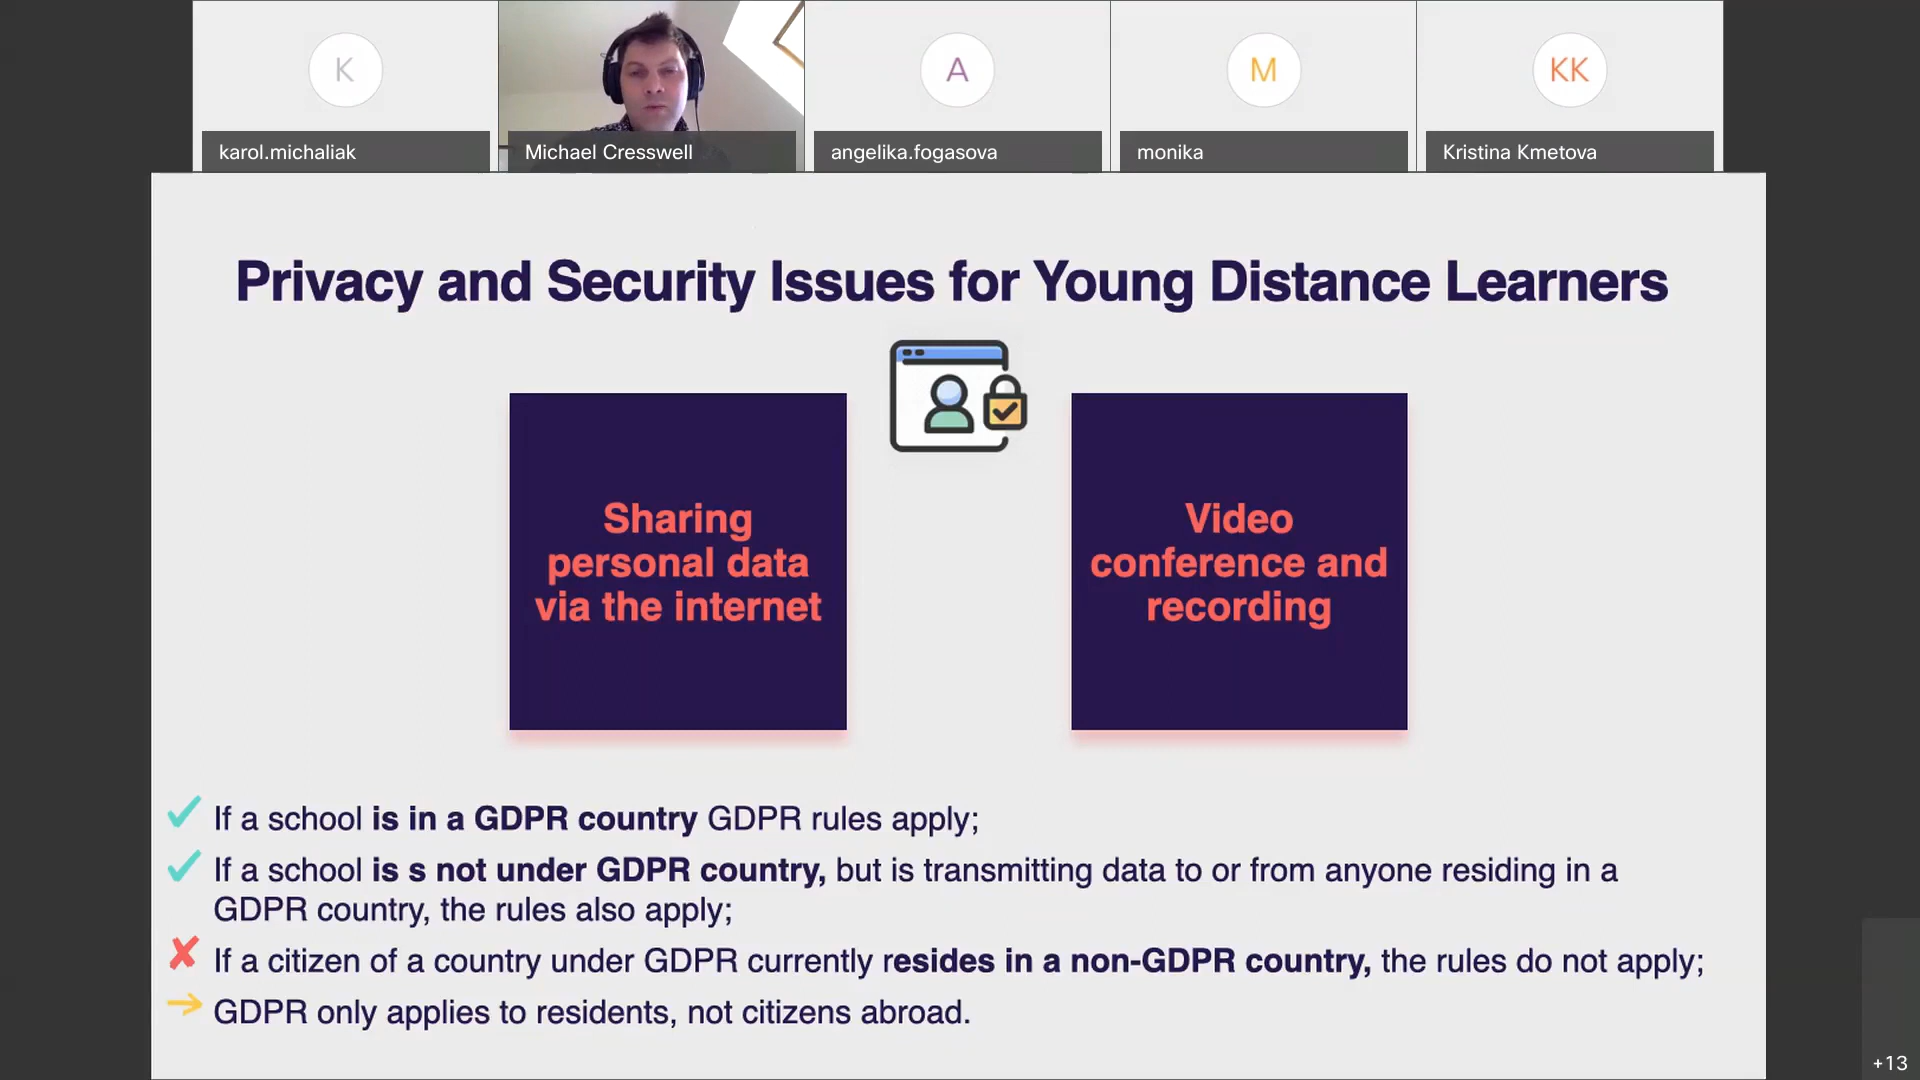 K
A
M
KK
karol.michaliak
Michael Cresswell
angelika.fogasova
monika
Kristina Kmetova
Privacy and Security Issues for Young Distance Learners
Sharing
personal data
via the internet
Video
conference and
recording
If a school is in a GDPR country GDPR rules apply;
If a school is s not under GDPR country, but is transmitting data to or from anyone residing in a
GDPR country, the rules also apply;
If a citizen of a country under GDPR currently resides in a non-GDPR country, the rules do not apply;
GDPR only applies to residents, not citizens abroad.
+13